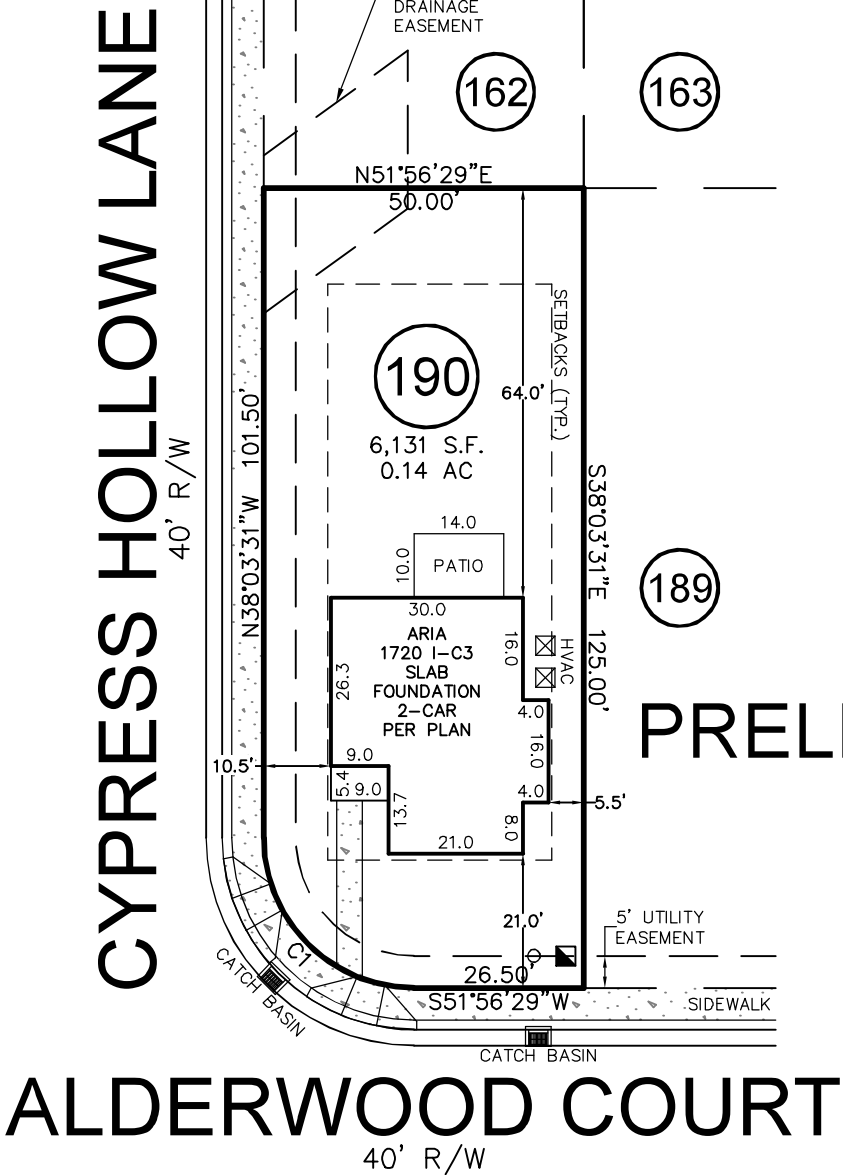 DRAINAGE
EASEMENT
162
163
CYPRESS HOLLOW LANE
40' R/W
N51°56'29"E
50.00'
SETBACKS (TYP.)
190
64.0'
6,131 S.F.
0.14 AC
N38°03'31"W 101.50'
S38°03'31"E 125.00'
14.0
10.0
PATIO
189
30.0
ARIA
1720 I-C3
SLAB
FOUNDATION
2-CAR
PER PLAN
16.0
HVAC
26.3
4.0
16.0
PRELI
10.5'
9.0
5.4
9.0
13.7
4.0
5.5'
8.0
21.0
21.0'
5' UTILITY
EASEMENT
C1
CATCH BASIN
26.50'
S51°56'29"W
SIDEWALK
CATCH BASIN
ALDERWOOD COURT
40' R/W